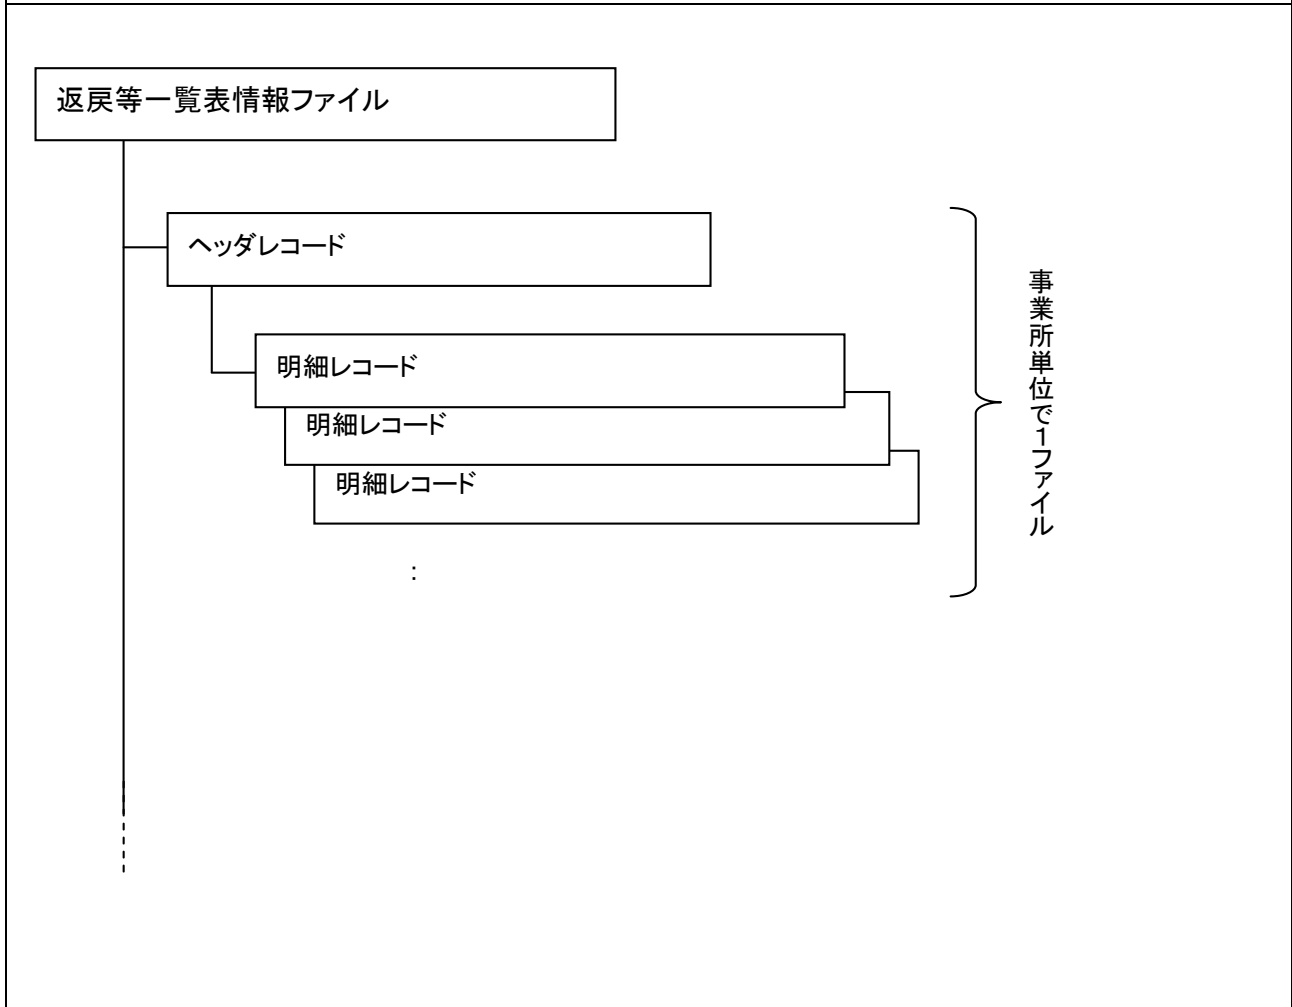 返戻等一覧表情報ファイル
ヘッダレコード
明細レコード
明細レコード
明細レコード
:
事業所単位で1ファイル